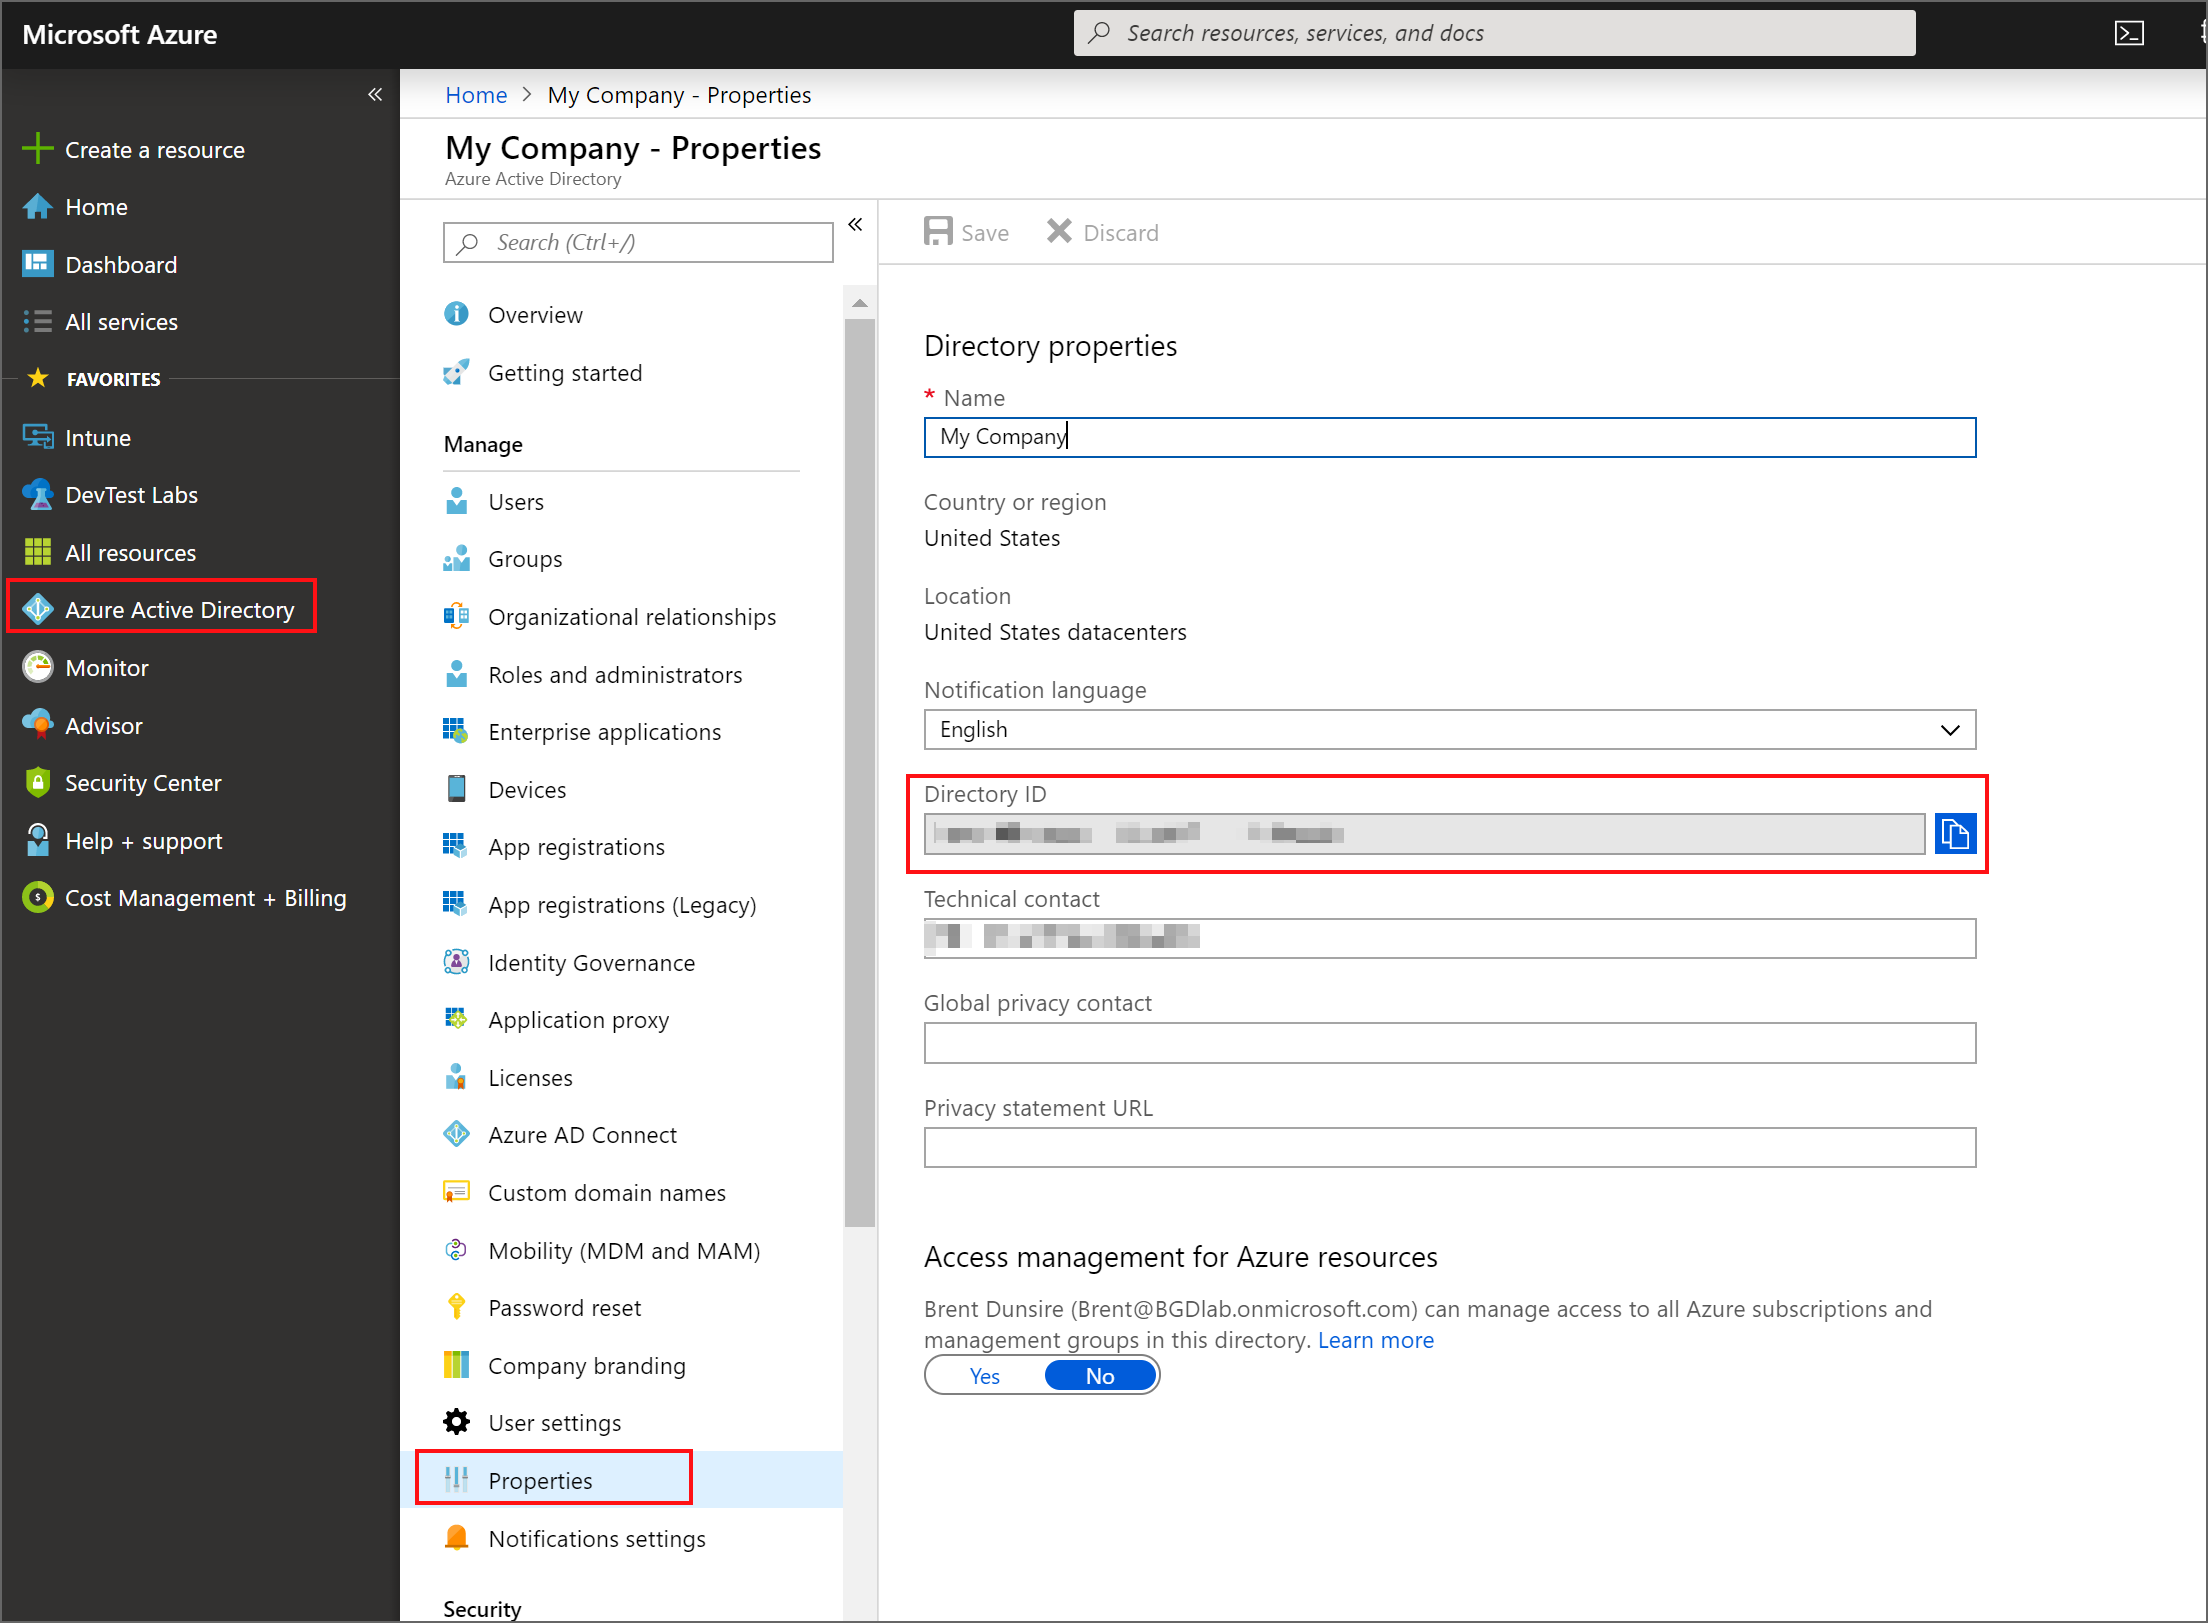 Microsoft Azure
Search resources, services, and docs
Create a resource
Home
Dashboard
All services
FAVORITES
Intune
DevTest Labs
All resources
Azure Active Directory
Monitor
Advisor
Security Center
Help + support
Cost Management + Billing
Home > My Company - Properties
My Company - Properties
Azure Active Directory
Search (Ctrl+/)
Overview
Getting started
Manage
Users
Groups
Organizational relationships
Roles and administrators
Enterprise applications
Devices
App registrations
App registrations (Legacy)
Identity Governance
Application proxy
Licenses
Azure AD Connect
Custom domain names
Mobility (MDM and MAM)
Password reset
Company branding
User settings
Properties
Notifications settings
Security
Save Discard
Directory properties
* Name
My Company
Country or region
United States
Location
United States datacenters
Notification language
English
Directory ID
Technical contact
Global privacy contact
Privacy statement URL
Access management for Azure resources
Brent Dunsire (Brent@BGDlab.onmicrosoft.com) can manage access to all Azure subscriptions and
management groups in this directory. Learn more
Yes No